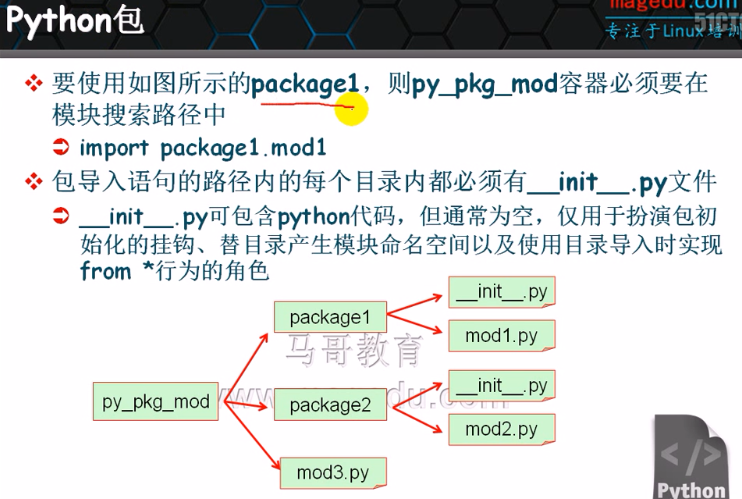 Python包
magedu.com
51CT
专注于Linux培训
要使用如图所示的package1，则py_pkg_mod容器必须要在
模块搜索路径中
import package1.mod1
包导入语句的路径内的每个目录内都必须有__init__.py文件
__init__.py可包含python代码，但通常为空，仅用于扮演包初
始化的挂钩、替目录产生模块命名空间以及使用目录导入时实现
from *行为的角色
__init__.py
package1
mod1.py
马哥教育
__init__.py
py_pkg_mod
package2
www.magedu.com
mod2.py
mod3.py
</>
Python